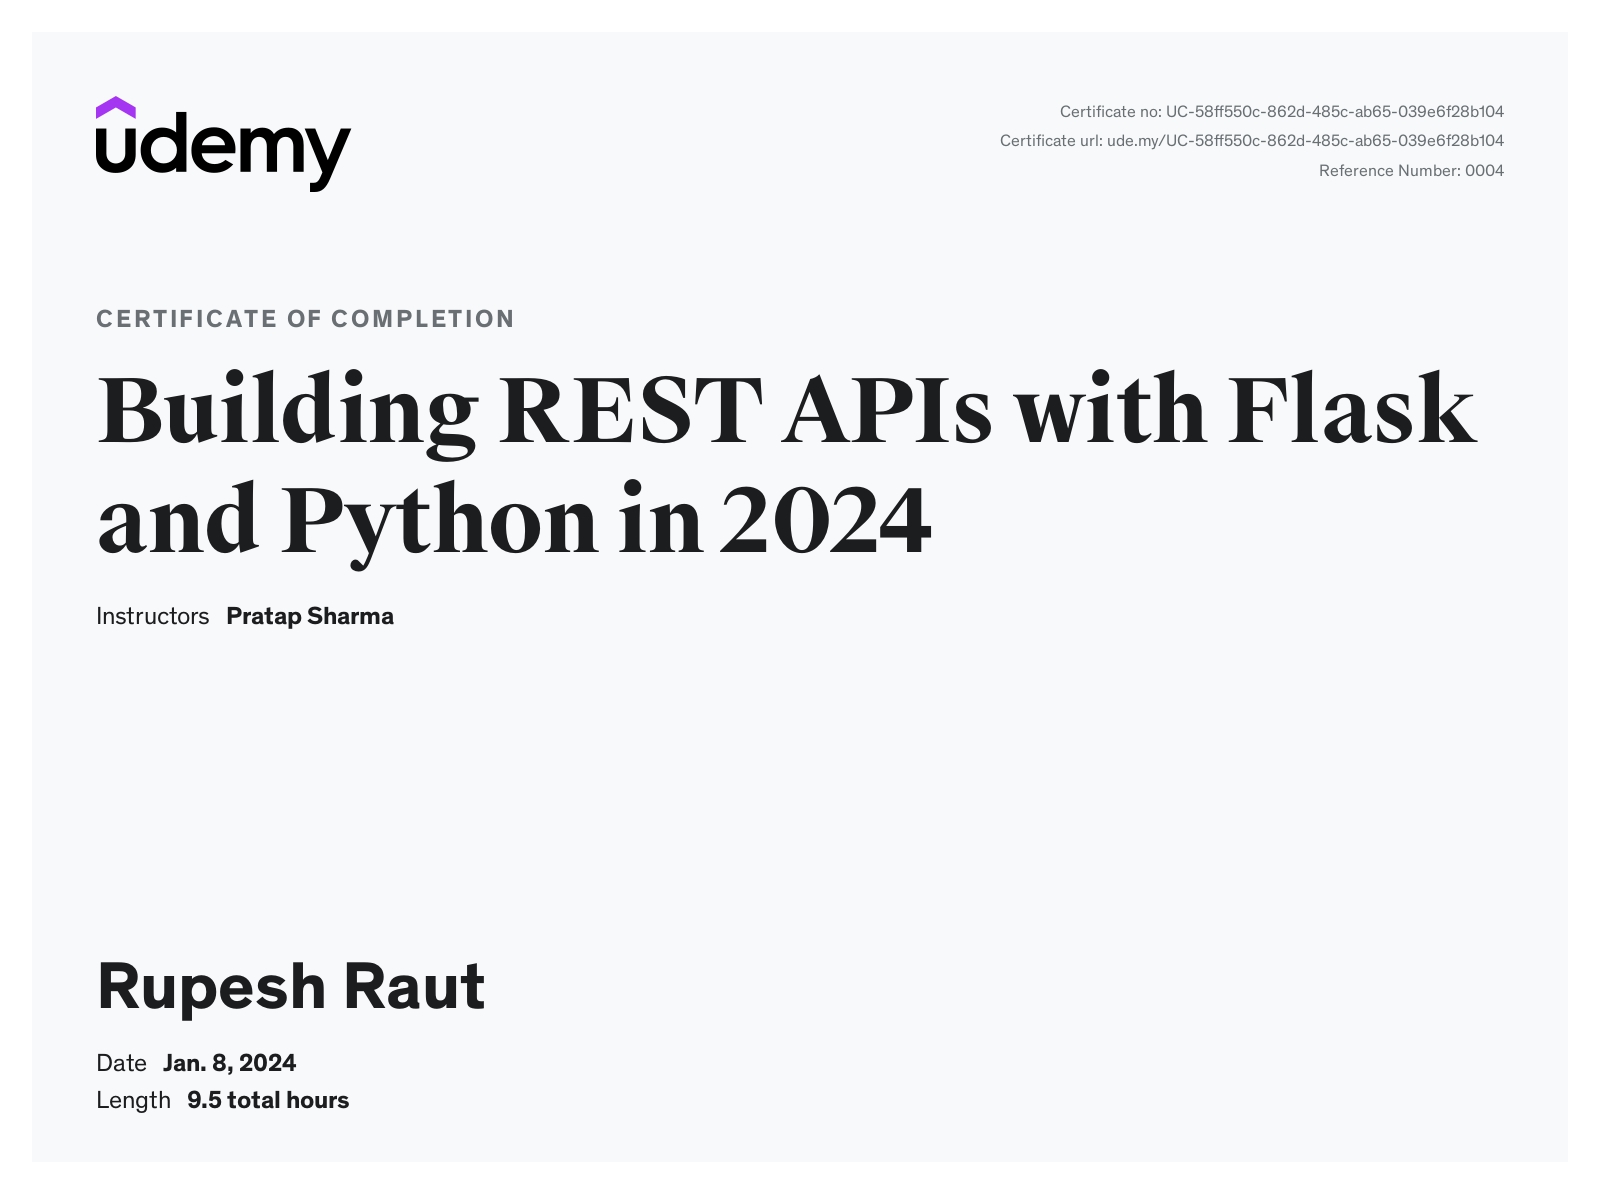 udemy
Certificate no: UC-58ff550c-862d-485c-ab65-039e6f28b104
Certificate url: ude.my/UC-58ff550c-862d-485c-ab65-039e6f28b104
Reference Number: 0004
CERTIFICATE OF COMPLETION
Building REST APIs with Flask
and Python in 2024
Instructors Pratap Sharma
Rupesh Raut
Date Jan. 8, 2024
Length 9.5 total hours